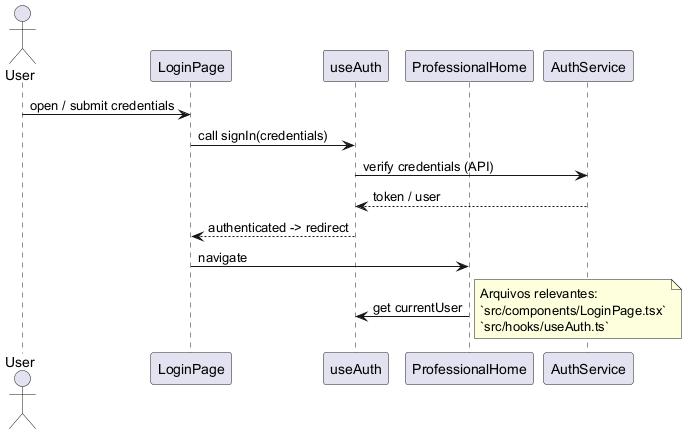 User
LoginPage
useAuth
ProfessionalHome
AuthService
open / submit credentials
call signIn(credentials)
verify credentials (API)
token / user
authenticated -> redirect
navigate
get currentUser
Arquivos relevantes:
`src/components/LoginPage.tsx`
`src/hooks/useAuth.ts`
User
LoginPage
useAuth
ProfessionalHome
AuthService